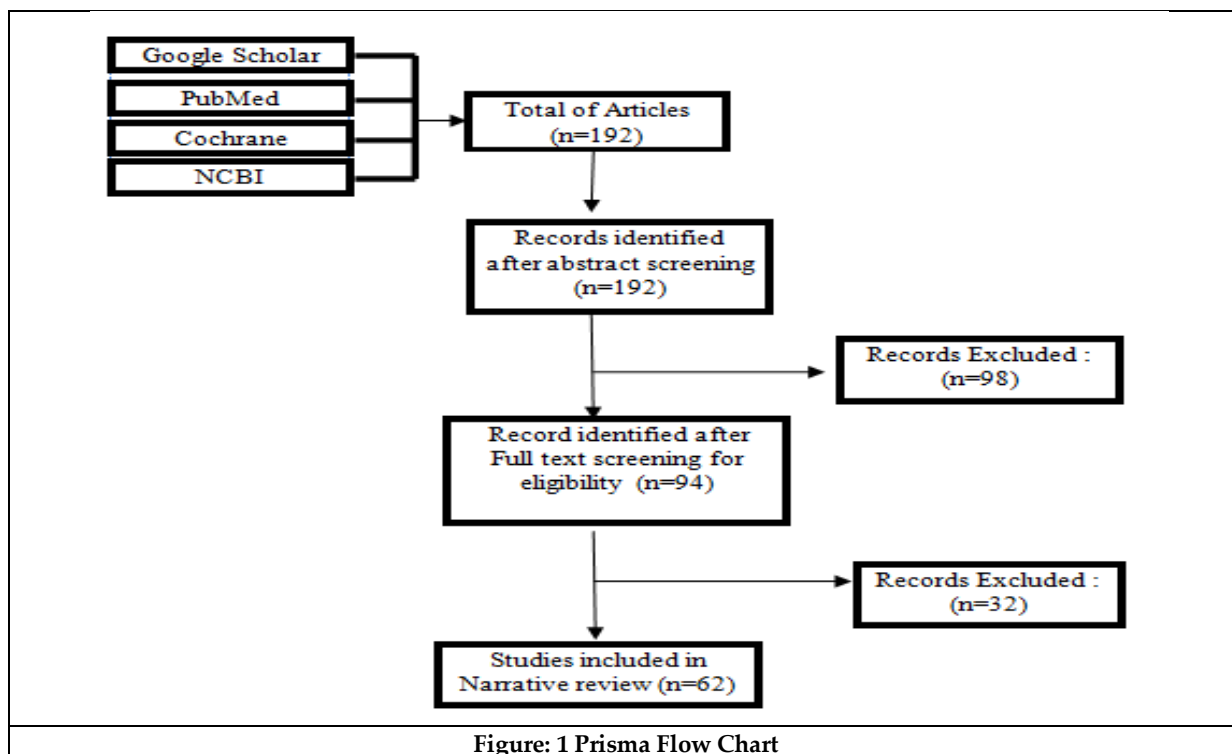 Google Scholar
PubMed
Cochrane
NCBI
Total of Articles
(n=192)
Records identified
after abstract screening
(n=192)
Records Excluded :
(n=98)
Record identified after
Full text screening for
eligibility (n=94)
Records Excluded :
(n=32)
Studies included in
Narrative review (n=62)
Figure: 1 Prisma Flow Chart